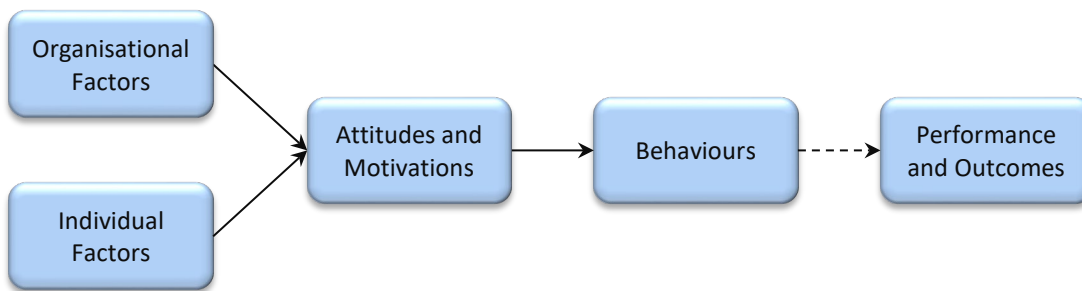 Organisational
Factors
Individual
Factors
Attitudes and
Motivations
Behaviours
Performance
and Outcomes